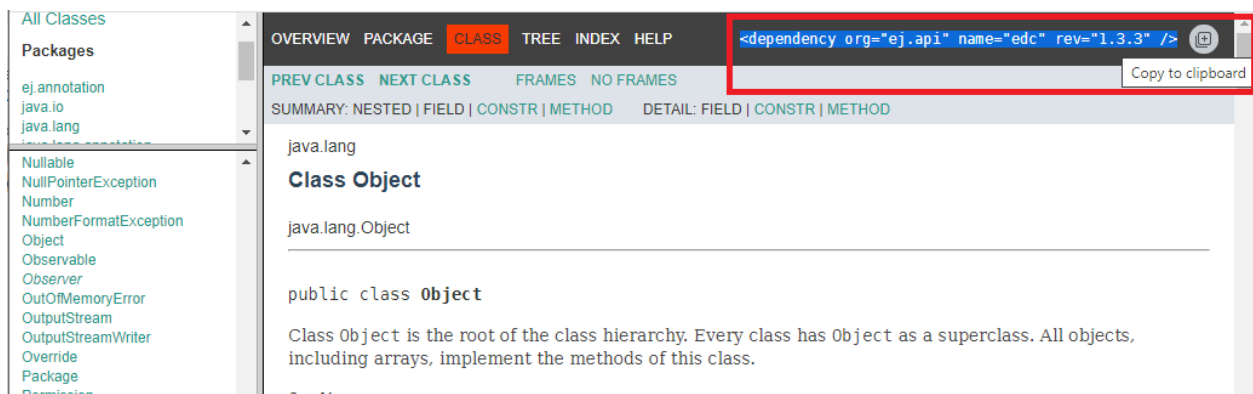 All Classes
Packages
ej.annotation
java.io
java.lang
java.lang.annotation
Nullable
NullPointerException
Number
NumberFormatException
Object
Observable
Observer
OutOfMemoryError
OutputStream
OutputStreamWriter
Override
Package
Permission
OVERVIEW PACKAGE CLASS TREE INDEX HELP
<dependency org="ej.api" name="edc" rev="1.3.3" />
Copy to clipboard
PREV CLASS NEXT CLASS FRAMES NO FRAMES
SUMMARY: NESTED | FIELD | CONSTR | METHOD DETAIL: FIELD | CONSTR | METHOD
java.lang
Class Object
java.lang.Object
public class Object
Class Object is the root of the class hierarchy. Every class has Object as a superclass. All objects,
including arrays, implement the methods of this class.